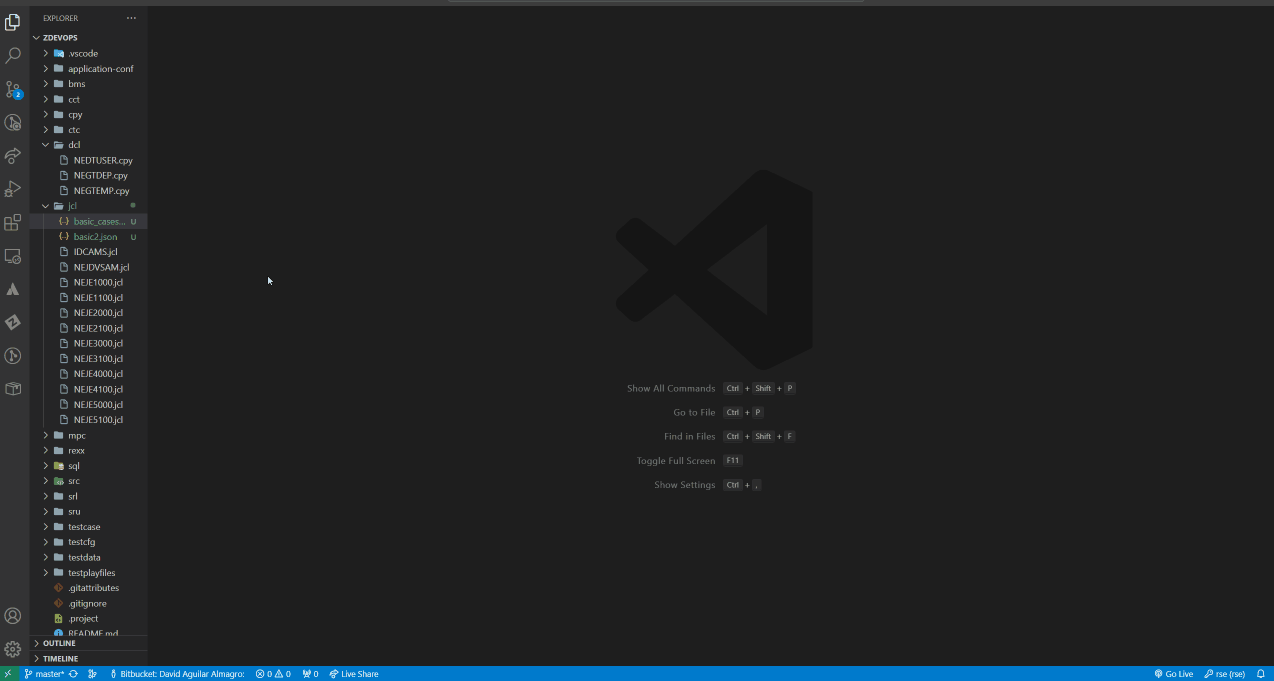 EXPLORER
ZDEVOPS
.vscode
application-conf
bms
cct
cpy
ctc
dcl
NEDTUSER.cpy
NEGTDEP.cpy
NEGTEMP.cpy
jcl
basic_cases... U
basic2.json U
IDCAMS.jcl
NEJDVSAM.jcl
NEJE1000.jcl
NEJE1100.jcl
NEJE2000.jcl
NEJE2100.jcl
NEJE3000.jcl
NEJE3100.jcl
NEJE4000.jcl
NEJE4100.jcl
NEJE5000.jcl
NEJE5100.jcl
mpc
rexx
sql
src
srl
sru
testcase
testcfg
testdata
testplayfiles
.gitattributes
.gitignore
.project
README.md
OUTLINE
TIMELINE
2
Show All Commands Ctrl + Shift + P
Go to File Ctrl + P
Find in Files Ctrl + Shift + F
Toggle Full Screen F11
Show Settings Ctrl + ,
master* Bitbucket: David Aguilar Almagro: 0 0 0 Live Share Go Live rse (rse)